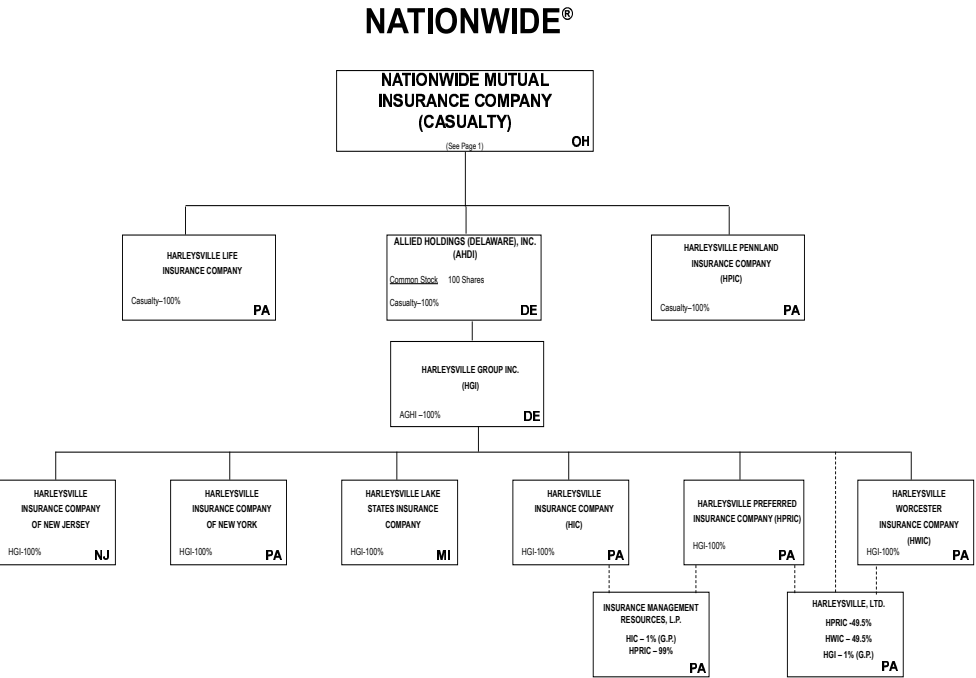 NATIONWIDE®
NATIONWIDE MUTUAL
INSURANCE COMPANY
(CASUALTY)
(See Page 1)
OH
HARLEYSVILLE LIFE
INSURANCE COMPANY
Casualty–100%
PA
ALLIED HOLDINGS (DELAWARE), INC.
(AHDI)
Common Stock 100 Shares
Casualty–100%
DE
HARLEYSVILLE PENNLAND
INSURANCE COMPANY
(HPIC)
Casualty–100%
PA
HARLEYSVILLE GROUP INC.
(HGI)
AGHI –100%
DE
HARLEYSVILLE
INSURANCE COMPANY
OF NEW JERSEY
HGI-100%
NJ
HARLEYSVILLE
INSURANCE COMPANY
OF NEW YORK
HGI-100%
PA
HARLEYSVILLE LAKE
STATES INSURANCE
COMPANY
HGI-100%
MI
HARLEYSVILLE
INSURANCE COMPANY
(HIC)
HGI-100%
PA
HARLEYSVILLE PREFERRED
INSURANCE COMPANY (HPRIC)
HGI-100%
PA
HARLEYSVILLE
WORCESTER
INSURANCE COMPANY
(HWIC)
HGI-100%
PA
INSURANCE MANAGEMENT
RESOURCES, L.P.
HIC – 1% (G.P.)
HPRIC – 99%
PA
HARLEYSVILLE, LTD.
HPRIC -49.5%
HWIC – 49.5%
HGI – 1% (G.P.)
PA